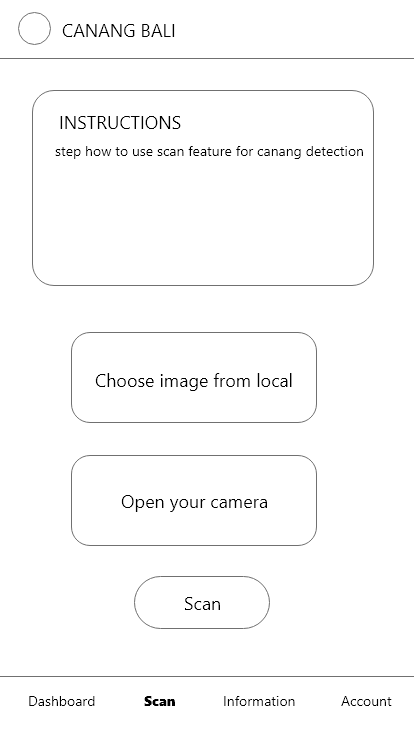 CANANG BALI
INSTRUCTIONS
step how to use scan feature for canang detection
Choose image from local
Open your camera
Scan
Dashboard Scan Information Account